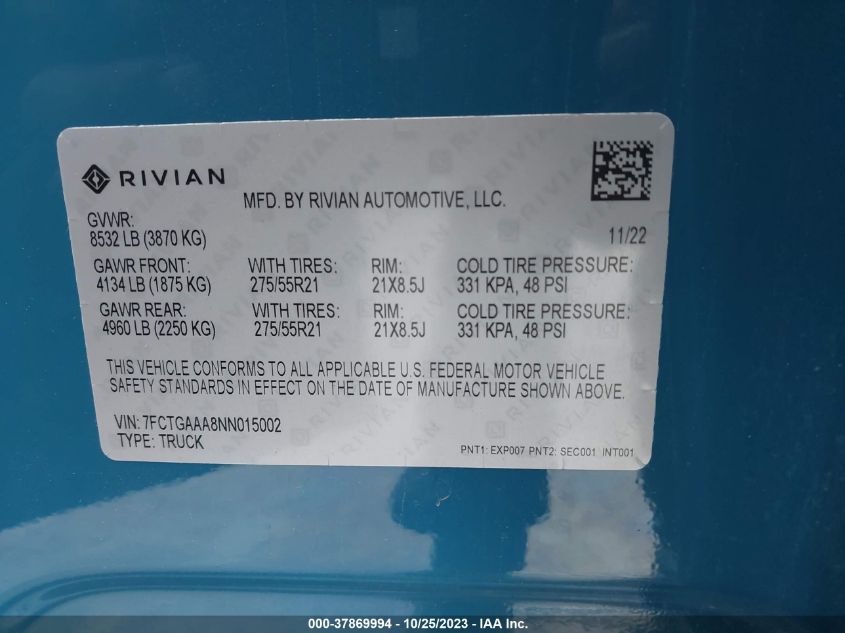 RIVIAN
MFD. BY RIVIAN AUTOMOTIVE, LLC.
GVWR:
8532 LB (3870 KG)
11/22
GAWR FRONT: WITH TIRES: RIM: COLD TIRE PRESSURE:
4134 LB (1875 KG) 275/55R21 21X8.5J 331 KPA, 48 PSI
GAWR REAR: WITH TIRES: RIM: COLD TIRE PRESSURE:
4960 LB (2250 KG) 275/55R21 21X8.5J 331 KPA, 48 PSI
THIS VEHICLE CONFORMS TO ALL APPLICABLE U.S. FEDERAL MOTOR VEHICLE
SAFETY STANDARDS IN EFFECT ON THE DATE OF MANUFACTURE SHOWN ABOVE.
VIN: 7FCTGAAA8NN015002
TYPE: TRUCK
PNT1: EXP007 PNT2: SEC001 INT001
000-37869994 - 10/25/2023 - IAA Inc.